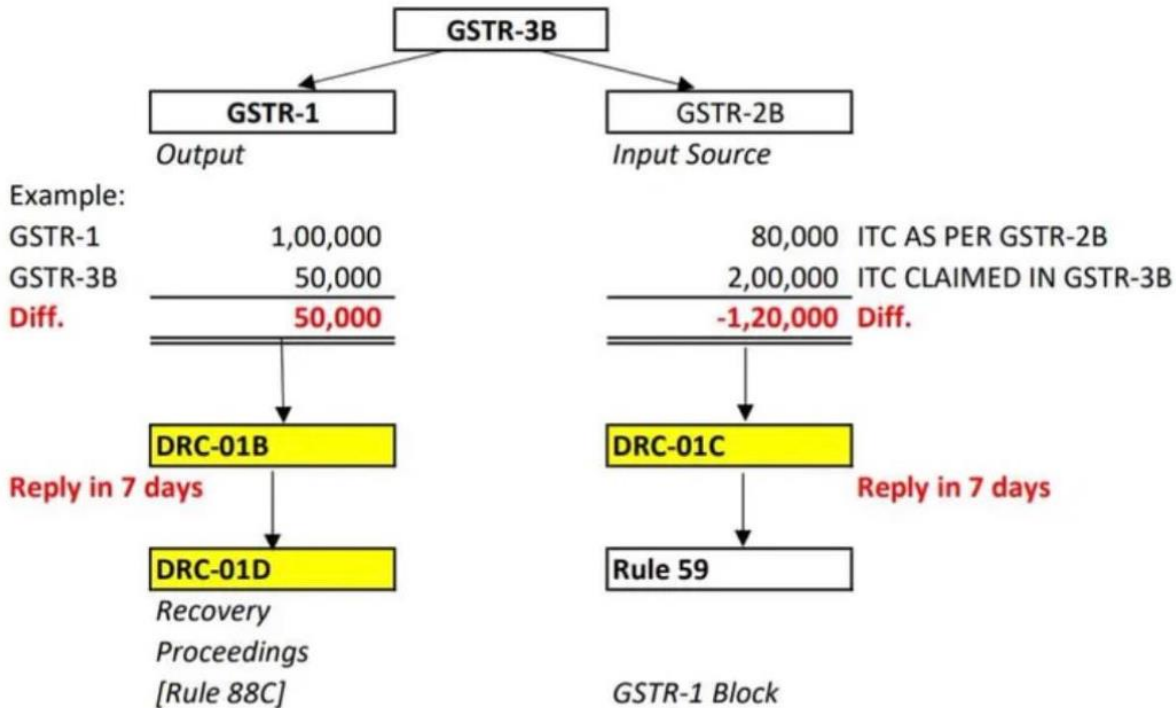 GSTR-3B
GSTR-1 GSTR-2B
Output Input Source
Example:
GSTR-1 1,00,000 80,000 ITC AS PER GSTR-2B
GSTR-3B 50,000 2,00,000 ITC CLAIMED IN GSTR-3B
Diff. 50,000 -1,20,000 Diff.
DRC-01B DRC-01C
Reply in 7 days Reply in 7 days
DRC-01D Rule 59
Recovery
Proceedings
[Rule 88C] GSTR-1 Block